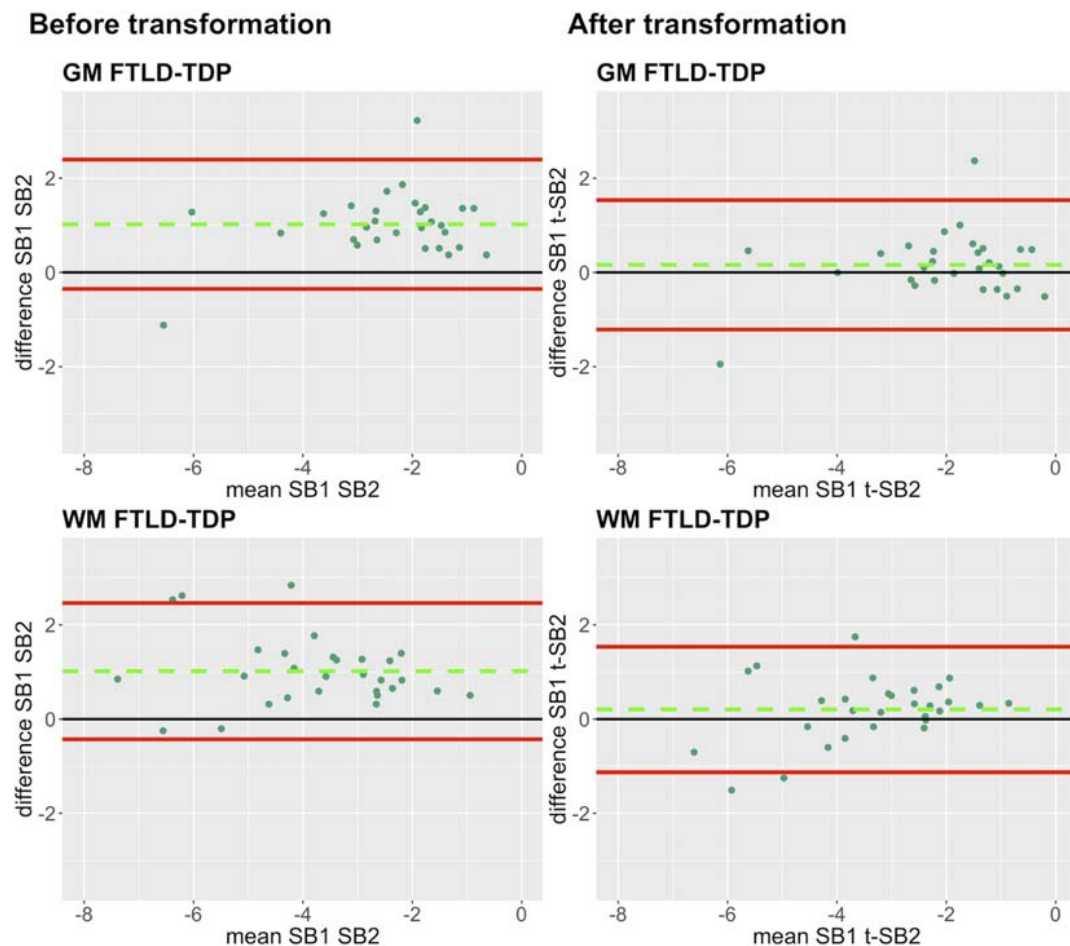 Before transformation
After transformation
GM FTLD-TDP
GM FTLD-TDP
difference SB1 SB2
2
0
-2
-8 -6 -4 -2 0
mean SB1 SB2
difference SB1 t-SB2
2
0
-2
-8 -6 -4 -2 0
mean SB1 t-SB2
WM FTLD-TDP
WM FTLD-TDP
difference SB1 SB2
2
0
-2
-8 -6 -4 -2 0
mean SB1 SB2
difference SB1 t-SB2
2
0
-2
-8 -6 -4 -2 0
mean SB1 t-SB2